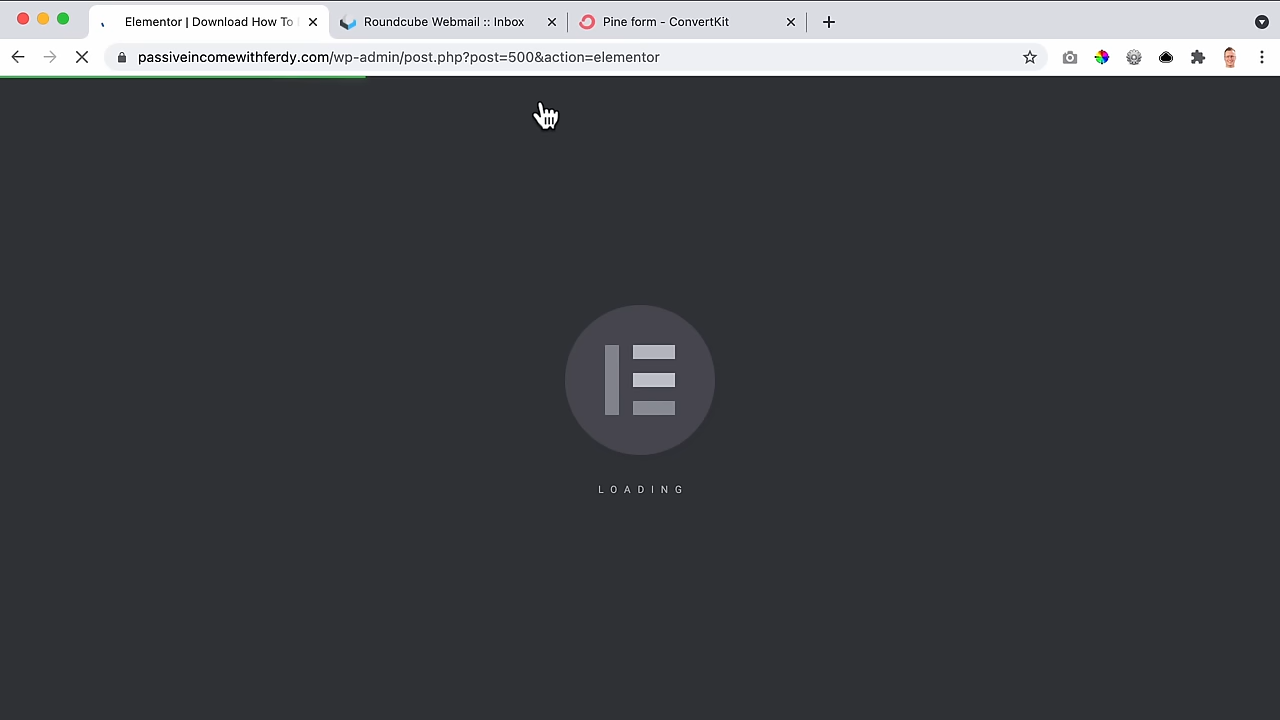 Elementor | Download How To
Roundcube Webmail :: Inbox
Pine form - ConvertKit
passiveincomewithferdy.com/wp-admin/post.php?post=500&action=elementor
LOADING